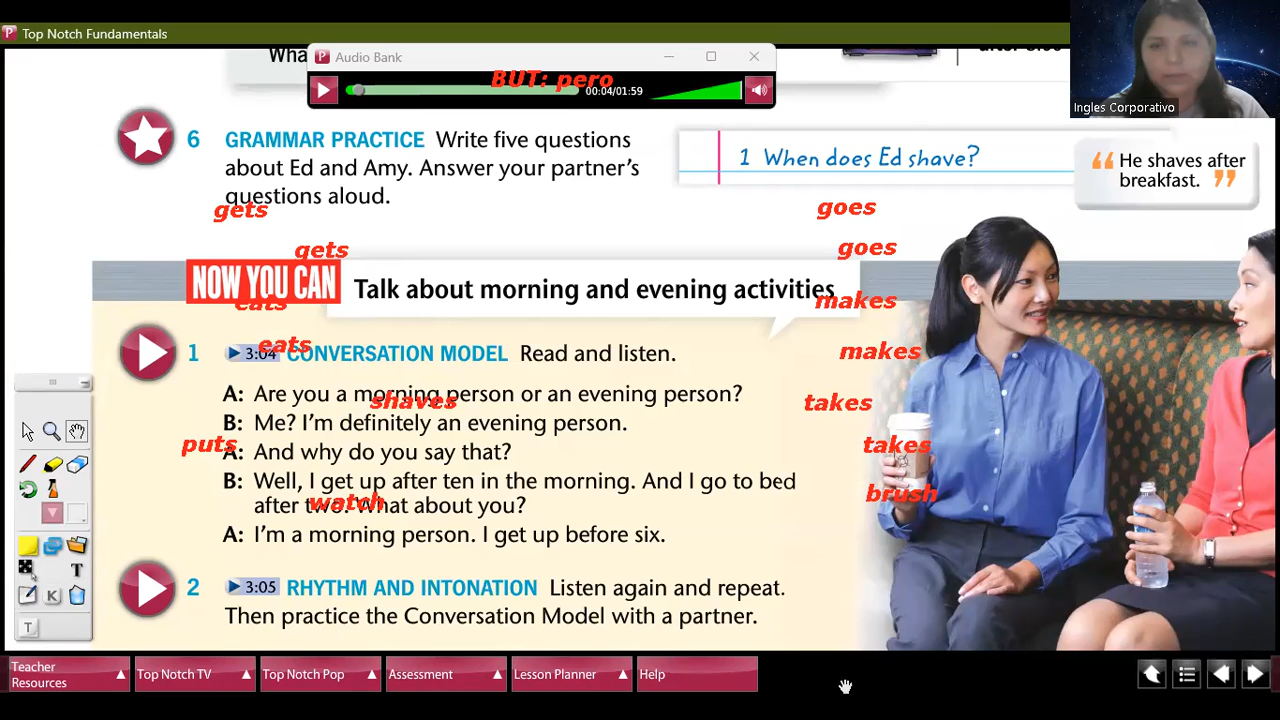 Top Notch Fundamentals
Audio Bank
BUT: pero
00:04/01:59
Ingles Corporativo
6 GRAMMAR PRACTICE Write five questions
about Ed and Amy. Answer your partner's
questions aloud.
1 When does Ed shave?
"He shaves after
breakfast."
gets
goes
gets
goes
NOW YOU CAN Talk about morning and evening activities
eats
makes
eats
makes
1 3:04 CONVERSATION MODEL Read and listen.
A: Are you a morning person or an evening person?
shaves
takes
B: Me? I'm definitely an evening person.
puts
takes
A: And why do you say that?
B: Well, I get up after ten in the morning. And I go to bed
after two. What about you?
watch
brush
A: I'm a morning person. I get up before six.
2 3:05 RHYTHM AND INTONATION Listen again and repeat.
Then practice the Conversation Model with a partner.
T
K
T
Teacher
Resources
Top Notch TV
Top Notch Pop
Assessment
Lesson Planner
Help